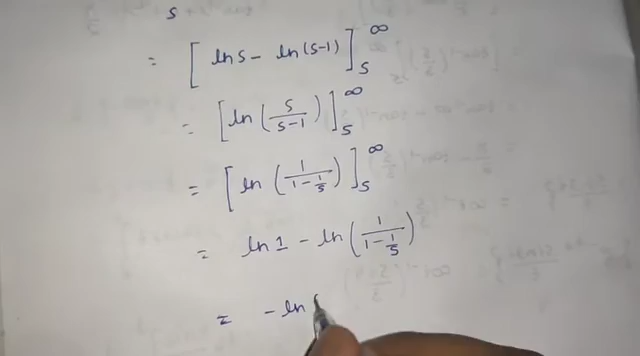 s
= [ ln s - ln (s-1) ]_s^∞
= [ ln ( s/(s-1) ) ]_s^∞
= [ ln ( 1/(1 - 1/s) ) ]_s^∞
= ln 1 - ln ( 1/(1 - 1/s) )
= - ln